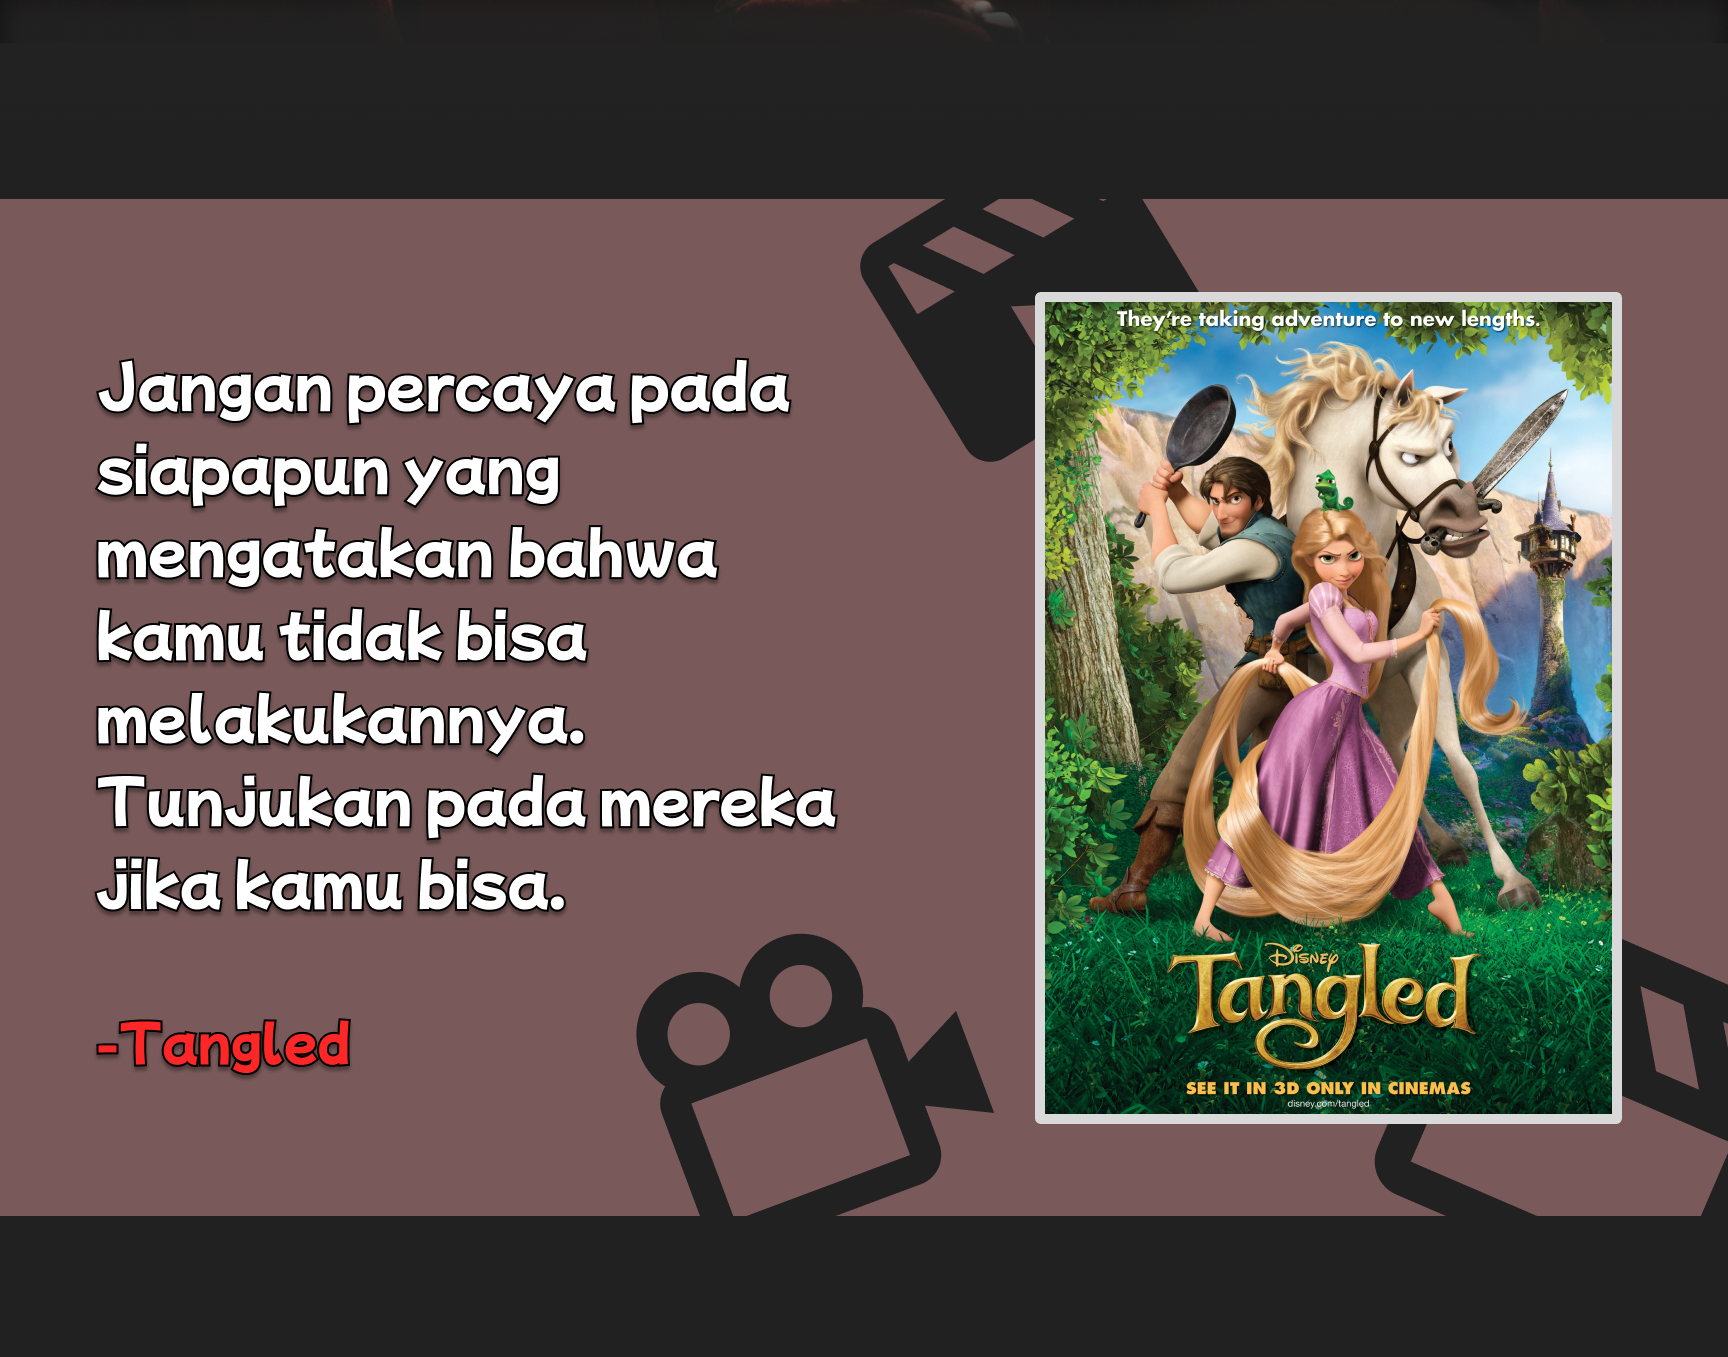 Jangan percaya pada
siapapun yang
mengatakan bahwa
kamu tidak bisa
melakukannya.
Tunjukan pada mereka
jika kamu bisa.
-Tangled
They're taking adventure to new lengths.
Disney
Tangled
SEE IT IN 3D ONLY IN CINEMAS
disney.com/tangled